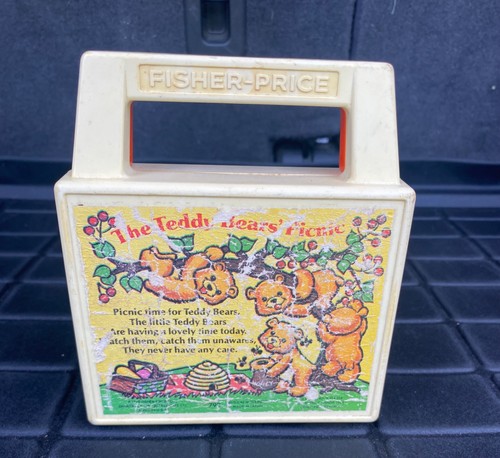 FISHER-PRICE
The Teddy Bears' Picnic
Picnic time for Teddy Bears,
The little Teddy Bears
Are having a lovely time today.
atch them, catch them unawares,
They never have any care.